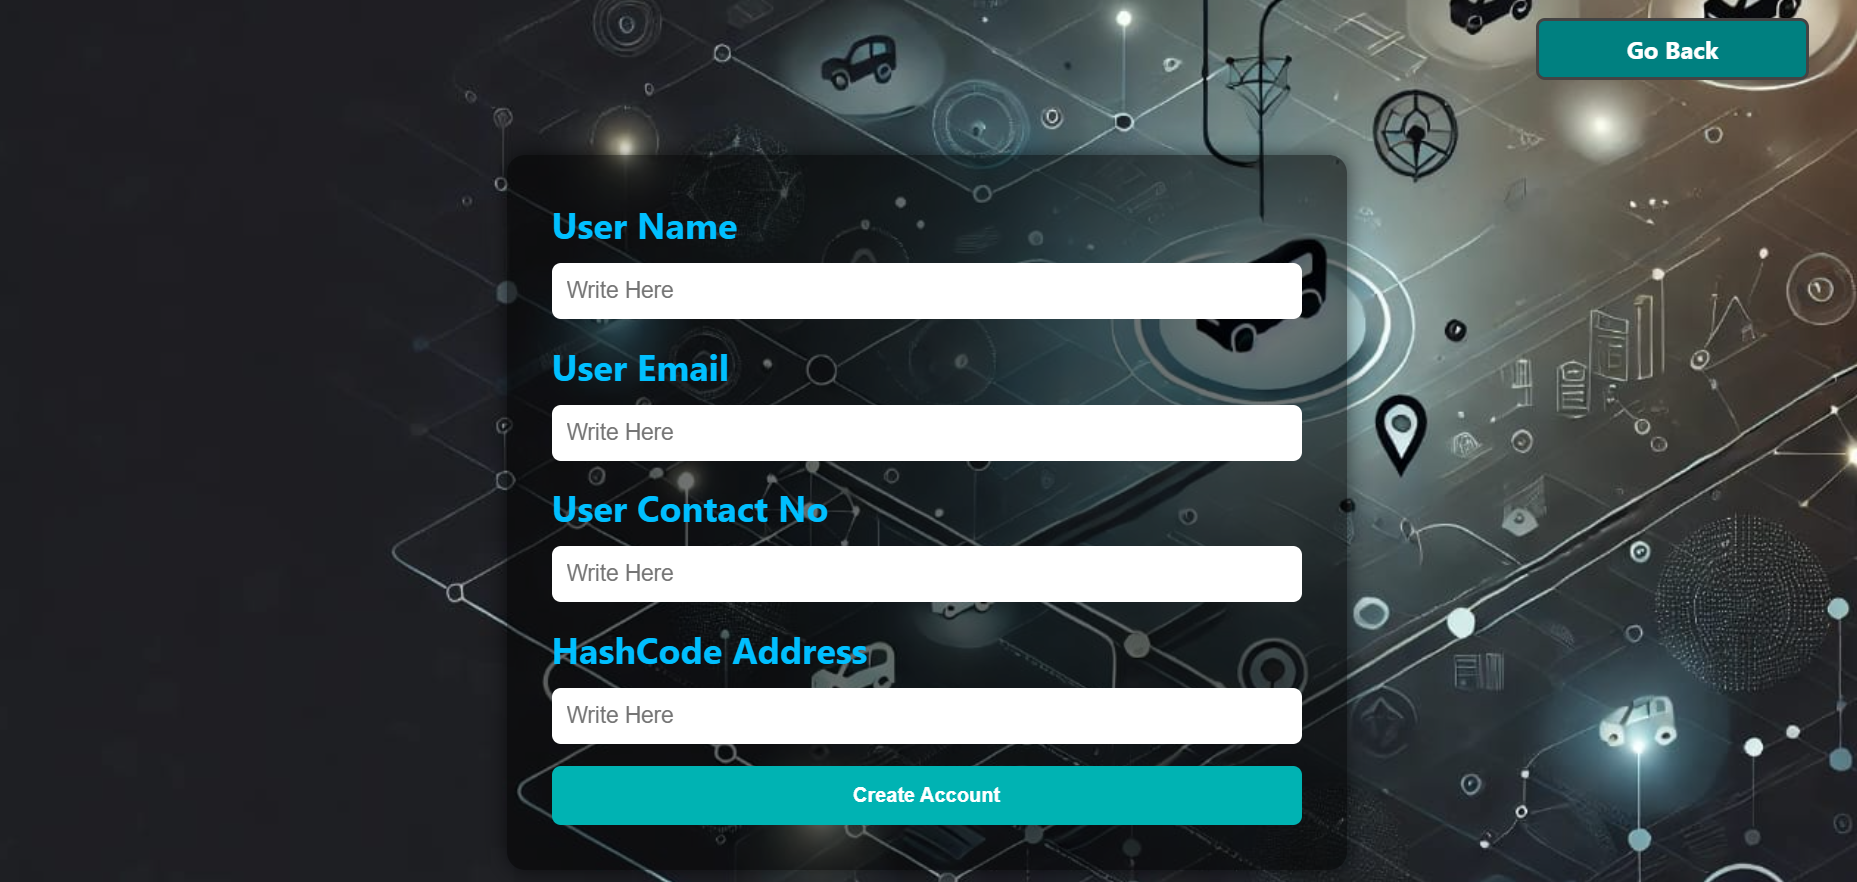 Go Back
User Name
Write Here
User Email
Write Here
User Contact No
Write Here
HashCode Address
Write Here
Create Account